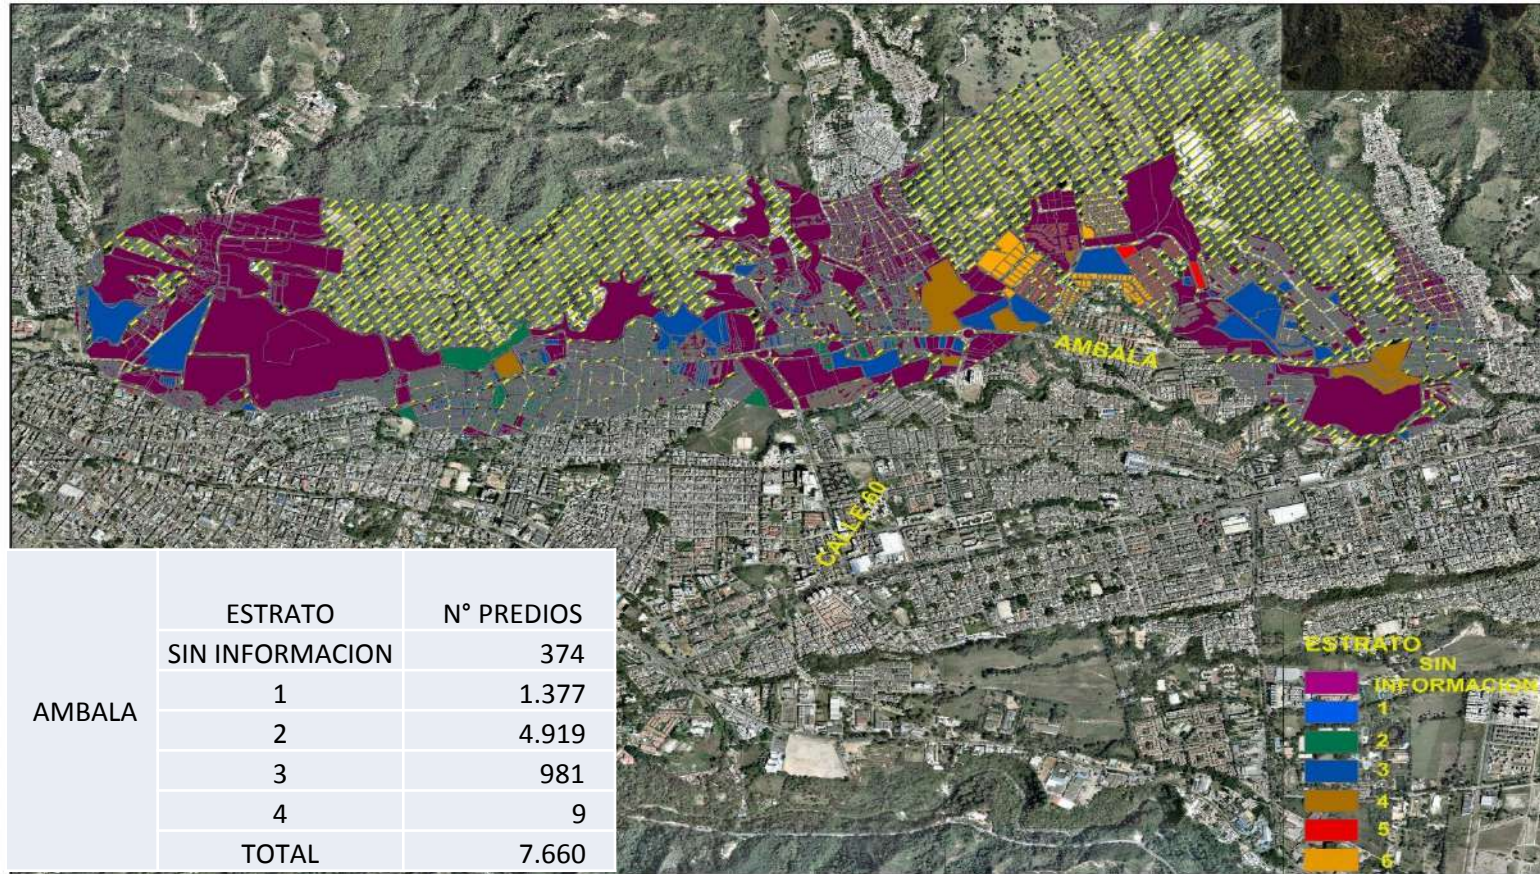 AMBALA
CALLE 60
ESTRATO N° PREDIOS
SIN INFORMACION 374
1 1.377
2 4.919
AMBALA
3 981
4 9
TOTAL 7.660
ESTRATO
SIN
INFORMACION
1
2
3
4
5
6